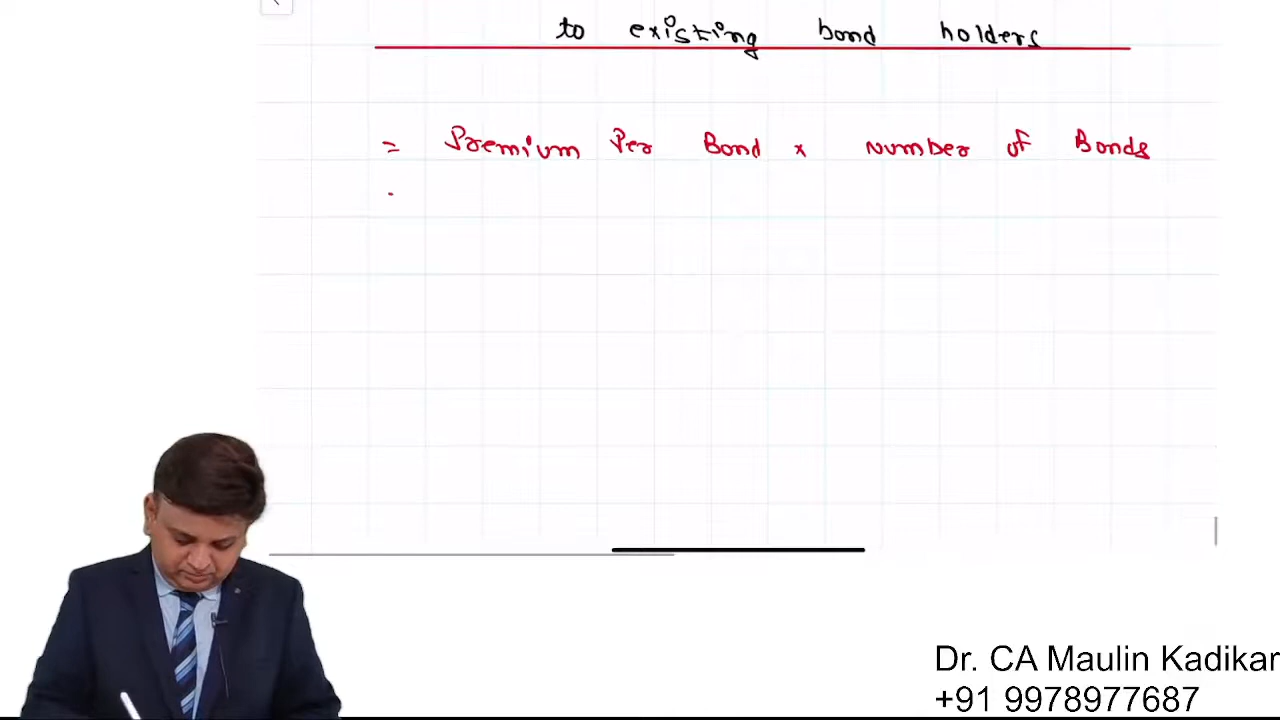 to existing bond holders
= Premium Per Bond x number of Bonds
Dr. CA Maulin Kadikar
+91 9978977687